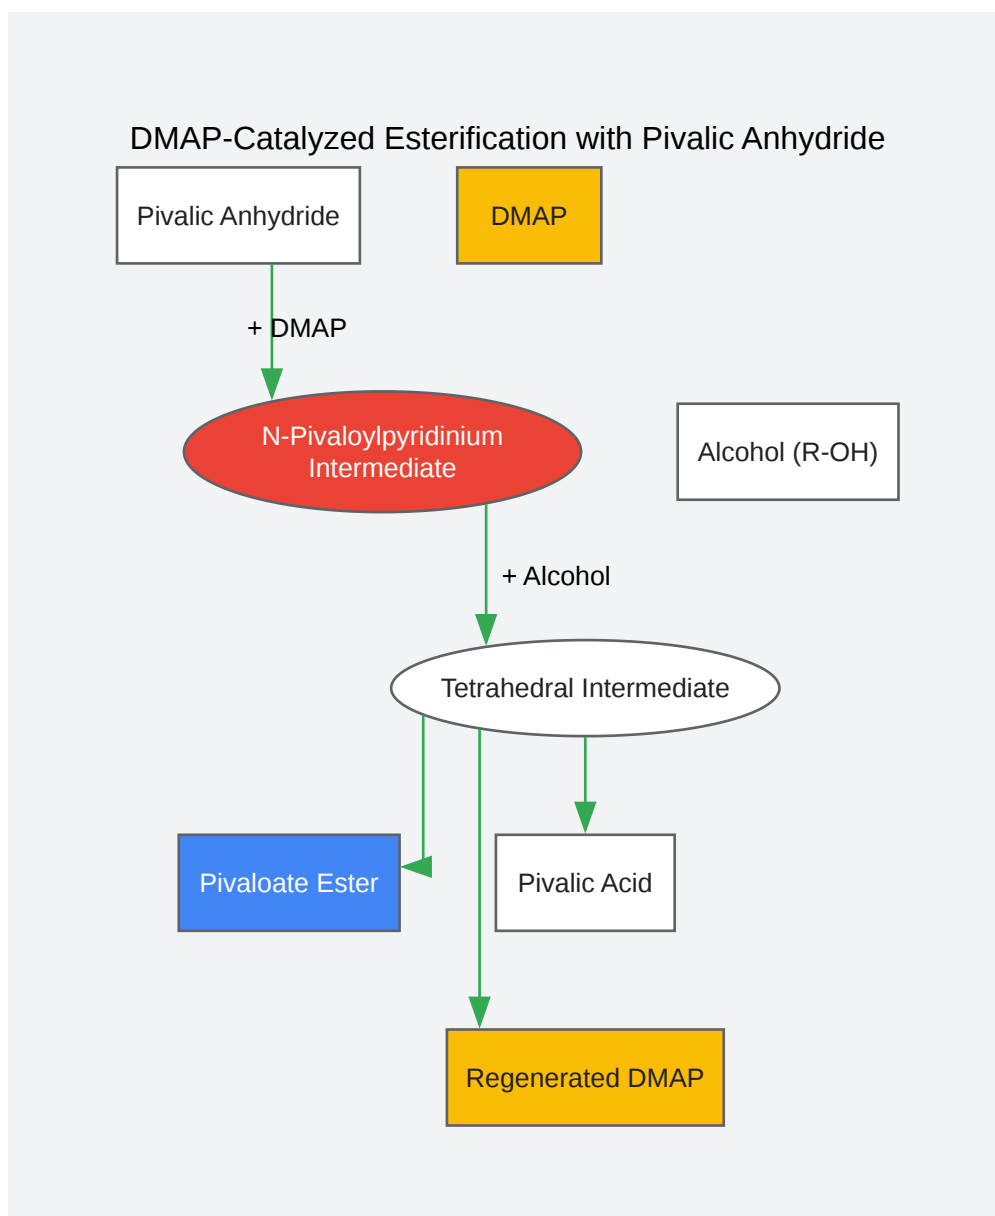 DMAP-Catalyzed Esterification with Pivalic Anhydride
Pivalic Anhydride
DMAP
+ DMAP
N-Pivaloylpyridinium
Intermediate
Alcohol (R-OH)
+ Alcohol
Tetrahedral Intermediate
Pivaloate Ester
Pivalic Acid
Regenerated DMAP